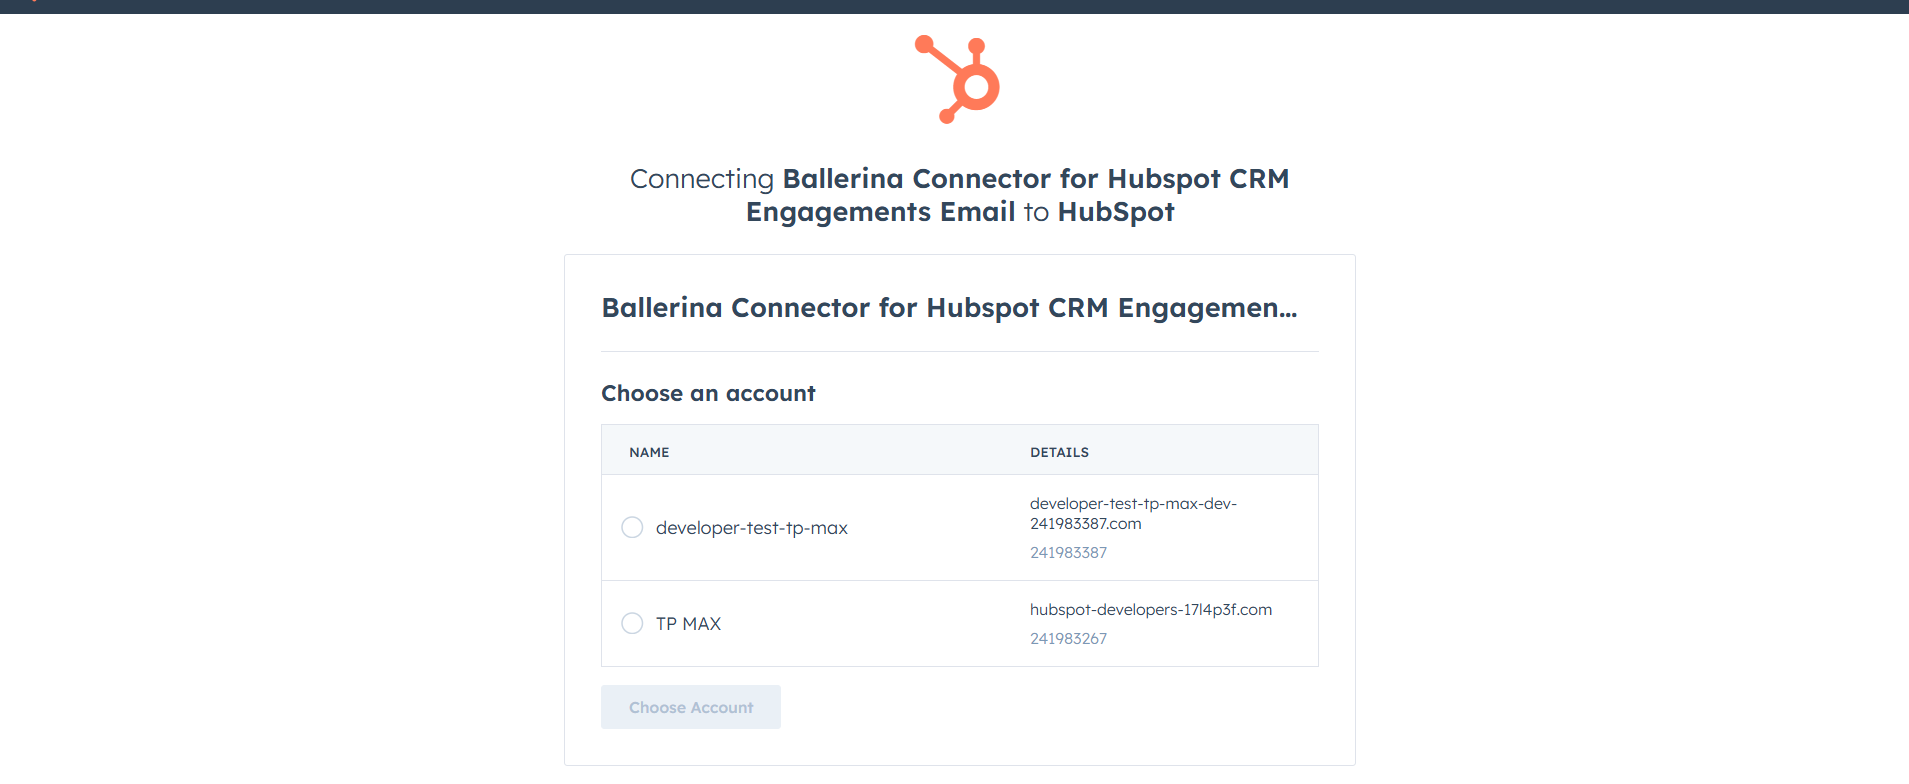 Connecting Ballerina Connector for Hubspot CRM
Engagements Email to HubSpot
Ballerina Connector for Hubspot CRM Engagemen...
Choose an account
NAME DETAILS
developer-test-tp-max-dev-
241983387.com
developer-test-tp-max
241983387
hubspot-developers-17l4p3f.com
TP MAX
241983267
Choose Account